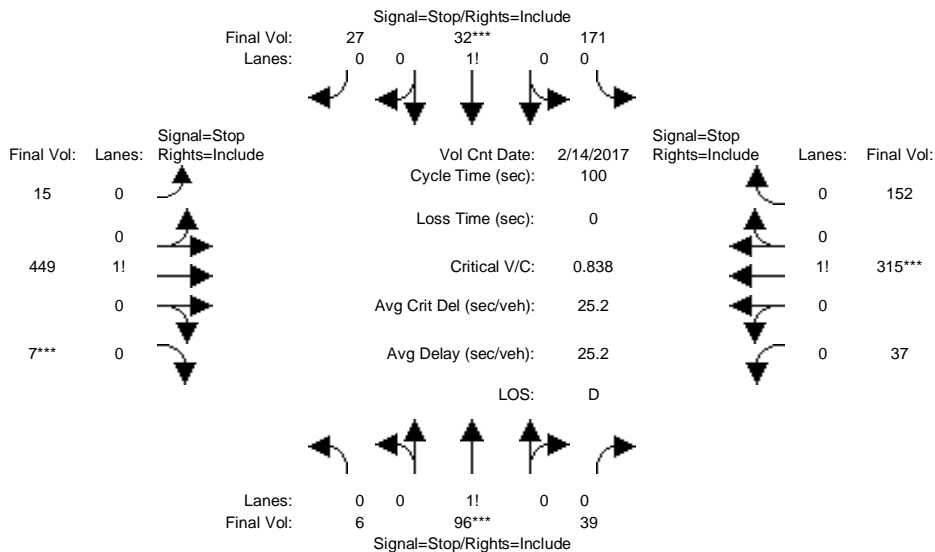 Signal=Stop/Rights=Include
Final Vol: 27 32*** 171
Lanes: 0 0 1! 0 0
Signal=Stop Signal=Stop
Final Vol: Lanes: Rights=Include Vol Cnt Date: 2/14/2017 Rights=Include Lanes: Final Vol:
Cycle Time (sec): 100
15 0 0 152
Loss Time (sec): 0
0 0
449 1! Critical V/C: 0.838 1! 315***
0 Avg Crit Del (sec/veh): 25.2 0
7*** 0 Avg Delay (sec/veh): 25.2 0 37
LOS: D
Lanes: 0 0 1! 0 0
Final Vol: 6 96*** 39
Signal=Stop/Rights=Include